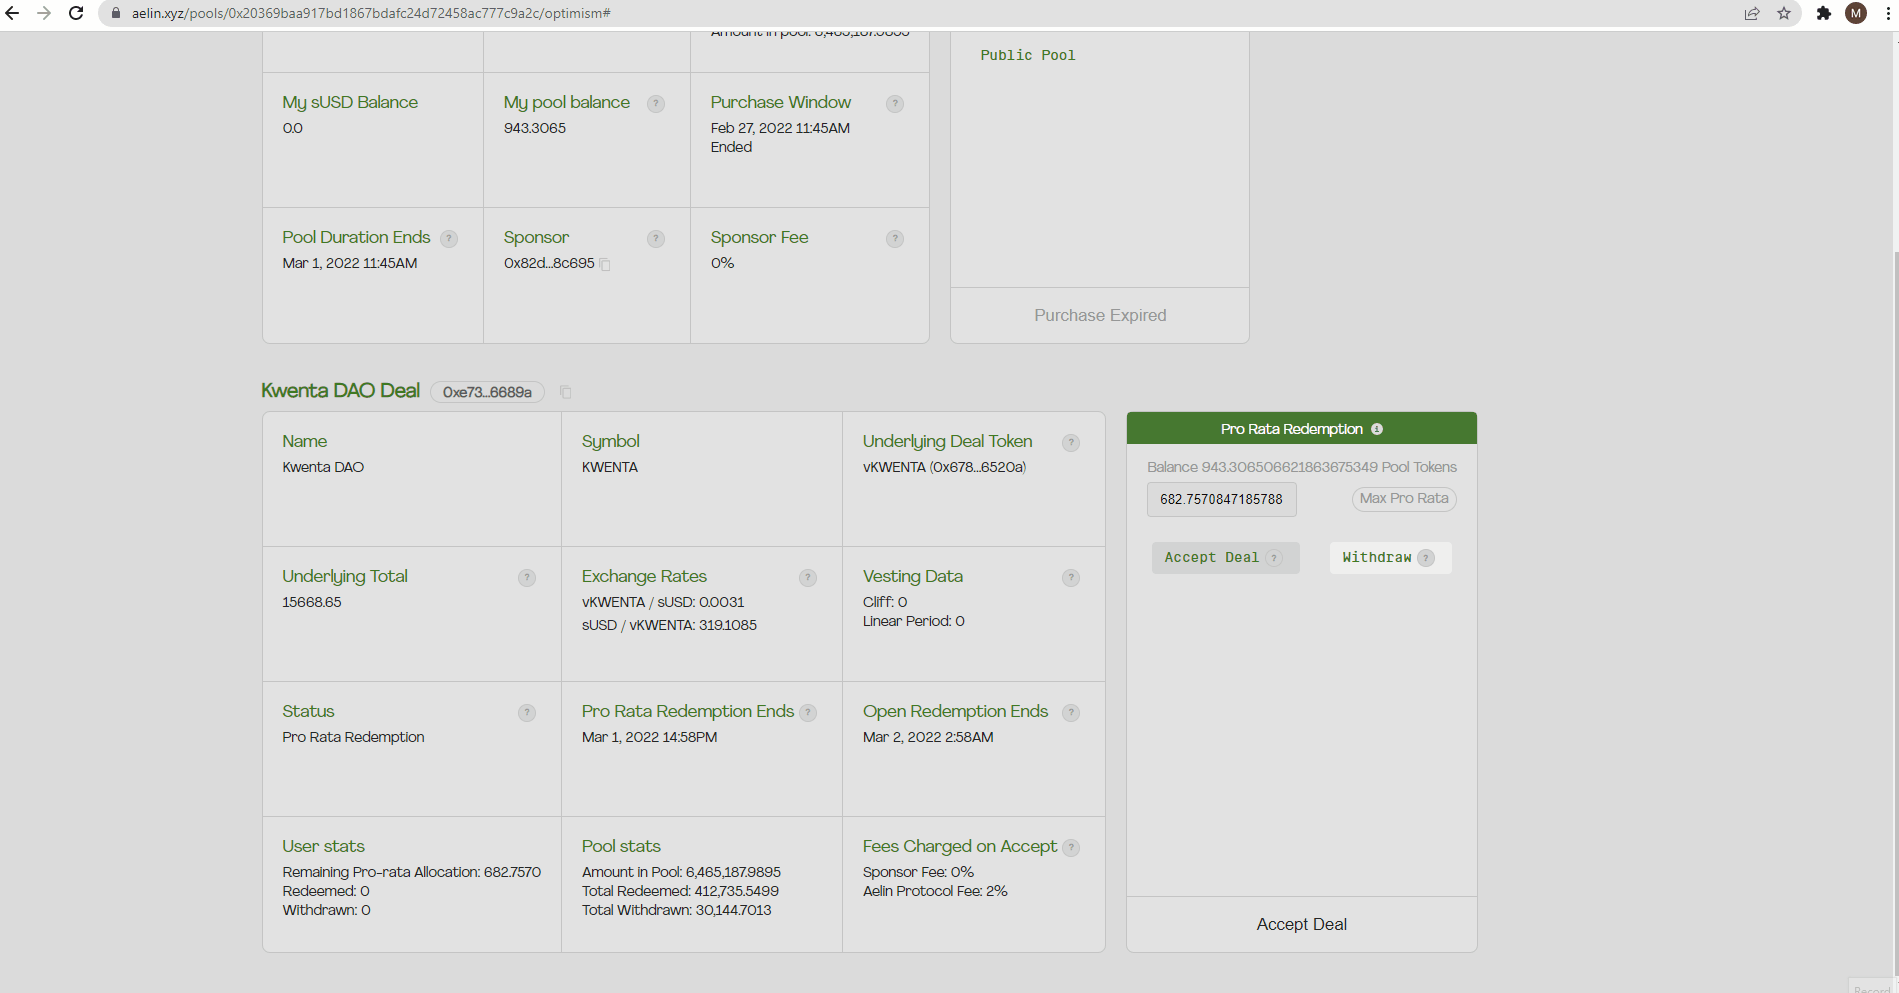 aelin.xyz/pools/0x20369baa917bd1867bdafc24d72458ac777c9a2c/optimism#
M
Amount in pool: 6,465,187.9895
Public Pool
My sUSD Balance
0.0
My pool balance ?
943.3065
Purchase Window ?
Feb 27, 2022 11:45AM
Ended
Pool Duration Ends ?
Mar 1, 2022 11:45AM
Sponsor ?
0x82d...8c695
Sponsor Fee ?
0%
Purchase Expired
Kwenta DAO Deal 0xe73...6689a
Name
Kwenta DAO
Symbol
KWENTA
Underlying Deal Token ?
vKWENTA (0x678...6520a)
Underlying Total ?
15668.65
Exchange Rates ?
vKWENTA / sUSD: 0.0031
sUSD / vKWENTA: 319.1085
Vesting Data ?
Cliff: 0
Linear Period: 0
Status ?
Pro Rata Redemption
Pro Rata Redemption Ends ?
Mar 1, 2022 14:58PM
Open Redemption Ends ?
Mar 2, 2022 2:58AM
User stats
Remaining Pro-rata Allocation: 682.7570
Redeemed: 0
Withdrawn: 0
Pool stats
Amount in Pool: 6,465,187.9895
Total Redeemed: 412,735.5499
Total Withdrawn: 30,144.7013
Fees Charged on Accept ?
Sponsor Fee: 0%
Aelin Protocol Fee: 2%
Pro Rata Redemption i
Balance 943.306506621863675349 Pool Tokens
682.7570847185788
Max Pro Rata
Accept Deal ?
Withdraw ?
Accept Deal
Record